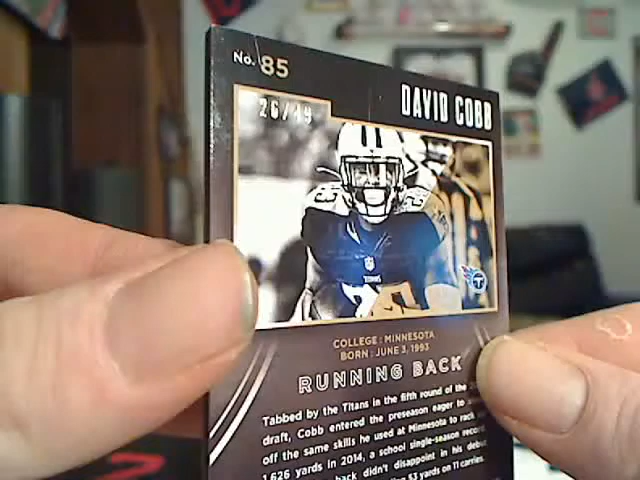 No. 85
DAVID COBB
26/49
TITANS
COLLEGE : MINNESOTA
BORN : JUNE 3, 1993
RUNNING BACK
Tabbed by the Titans in the fifth round of the
draft, Cobb entered the preseason eager to
off the same skills he used at Minnesota to rack
1,626 yards in 2014, a school single-season record
back didn't disappoint in his debut
53 yards on 11 carries